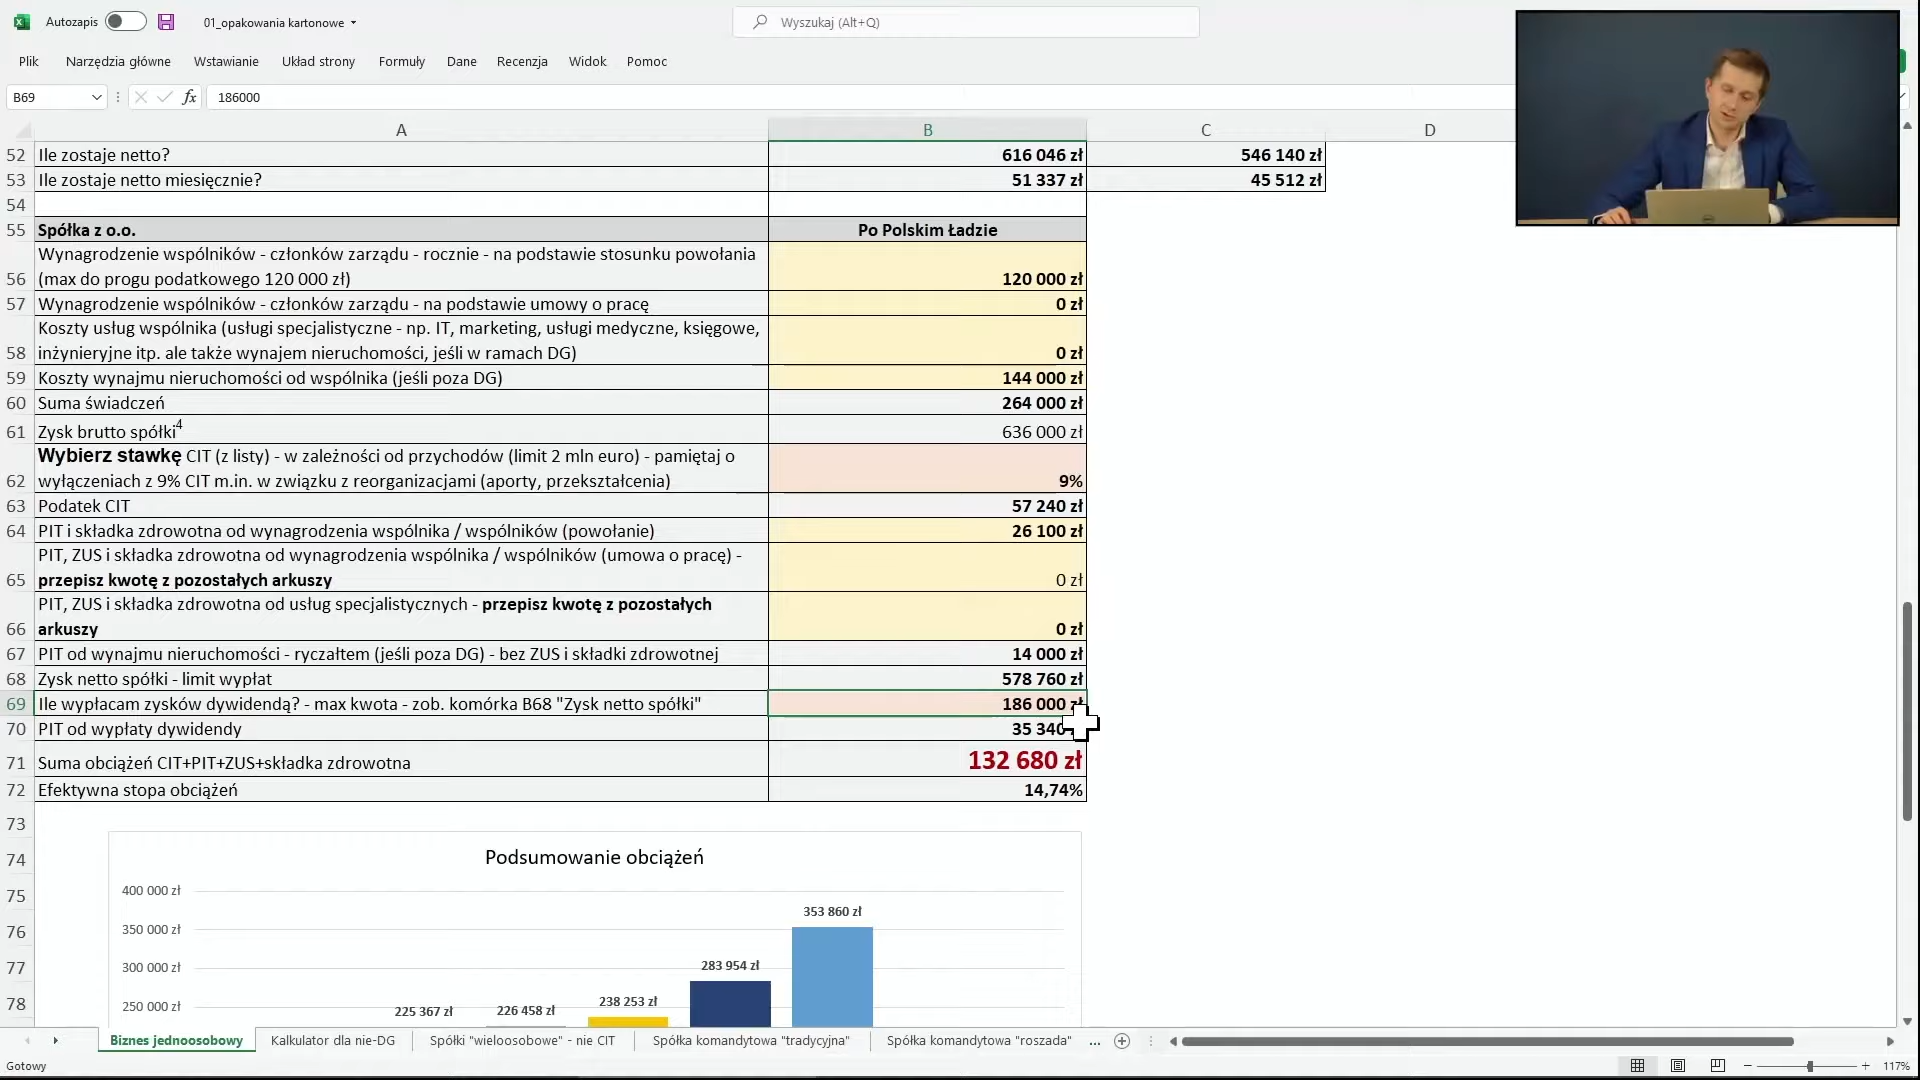 Autozapis
01_opakowania kartonowe
Wyszukaj (Alt+Q)
Plik Narzędzia główne Wstawianie Układ strony Formuły Dane Recenzja Widok Pomoc
B69 fx 186000
A B C D
52 Ile zostaje netto? 616 046 zł 546 140 zł
53 Ile zostaje netto miesięcznie? 51 337 zł 45 512 zł
54
55 Spółka z o.o. Po Polskim Ładzie
Wynagrodzenie wspólników - członków zarządu - rocznie - na podstawie stosunku powołania
56 (max do progu podatkowego 120 000 zł) 120 000 zł
57 Wynagrodzenie wspólników - członków zarządu - na podstawie umowy o pracę 0 zł
Koszty usług wspólnika (usługi specjalistyczne - np. IT, marketing, usługi medyczne, księgowe,
58 inżynieryjne itp. ale także wynajem nieruchomości, jeśli w ramach DG) 0 zł
59 Koszty wynajmu nieruchomości od wspólnika (jeśli poza DG) 144 000 zł
60 Suma świadczeń 264 000 zł
61 Zysk brutto spółki4 636 000 zł
Wybierz stawkę CIT (z listy) - w zależności od przychodów (limit 2 mln euro) - pamiętaj o
62 wyłączeniach z 9% CIT m.in. w związku z reorganizacjami (aporty, przekształcenia) 9%
63 Podatek CIT 57 240 zł
64 PIT i składka zdrowotna od wynagrodzenia wspólnika / wspólników (powołanie) 26 100 zł
PIT, ZUS i składka zdrowotna od wynagrodzenia wspólnika / wspólników (umowa o pracę) -
65 przepisz kwotę z pozostałych arkuszy 0 zł
PIT, ZUS i składka zdrowotna od usług specjalistycznych - przepisz kwotę z pozostałych
66 arkuszy 0 zł
67 PIT od wynajmu nieruchomości - ryczałtem (jeśli poza DG) - bez ZUS i składki zdrowotnej 14 000 zł
68 Zysk netto spółki - limit wypłat 578 760 zł
69 Ile wypłacam zysków dywidendą? - max kwota - zob. komórka B68 "Zysk netto spółki" 186 000 zł
70 PIT od wypłaty dywidendy 35 340
71 Suma obciążeń CIT+PIT+ZUS+składka zdrowotna 132 680 zł
72 Efektywna stopa obciążeń 14,74%
73
74 Podsumowanie obciążeń
75 400 000 zł
76 350 000 zł 353 860 zł
77 300 000 zł 283 954 zł
78 250 000 zł 225 367 zł 226 458 zł 238 253 zł
Biznes jednoosobowy Kalkulator dla nie-DG Spółki "wieloosobowe" - nie CIT Spółka komandytowa "tradycyjna" Spółka komandytowa "roszada" ...
Gotowy 117%